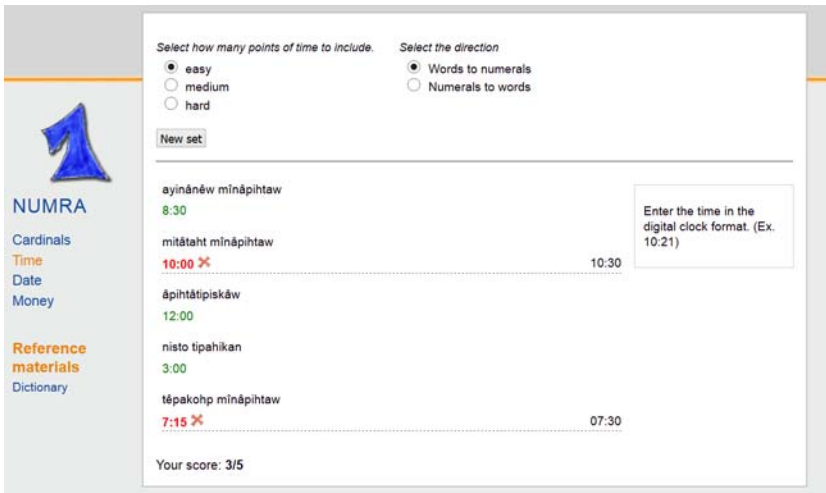 Select how many points of time to include.
Select the direction
easy
medium
hard
Words to numerals
Numerals to words
New set
NUMRA
Cardinals
Time
Date
Money
Reference
materials
Dictionary
ayinânêw mînâpihtaw
8:30
mitâtaht mînâpihtaw
10:00
10:30
âpihtâtipiskâw
12:00
nisto tipahikan
3:00
têpakohp mînâpihtaw
7:15
07:30
Your score: 3/5
Enter the time in the
digital clock format. (Ex.
10:21)